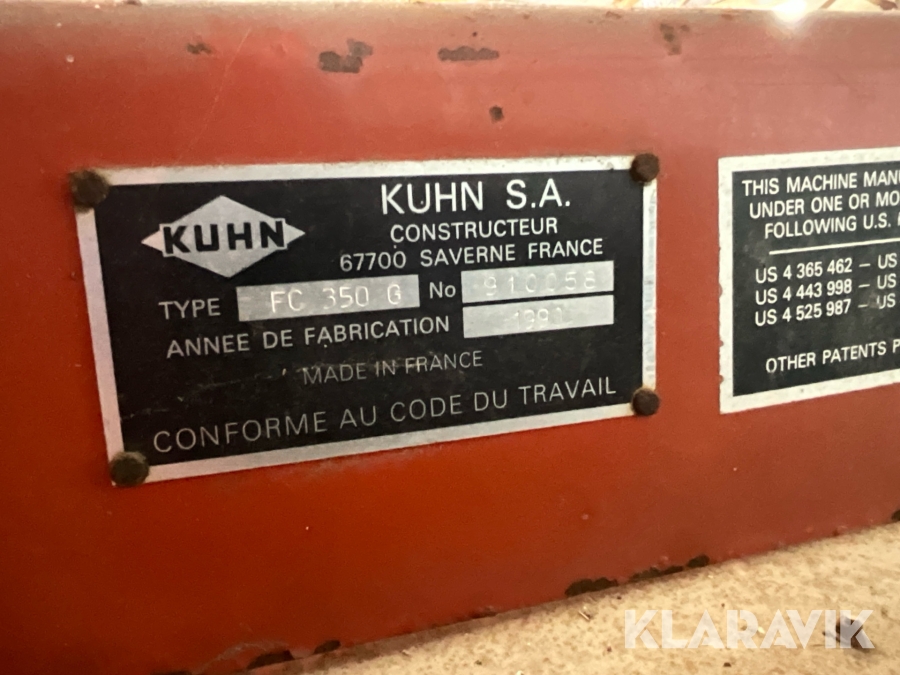 KUHN
KUHN S.A.
CONSTRUCTEUR
67700 SAVERNE FRANCE
TYPE FC 350 G No 910058
ANNEE DE FABRICATION 1991
MADE IN FRANCE
CONFORME AU CODE DU TRAVAIL
THIS MACHINE MANU
UNDER ONE OR MO
FOLLOWING U.S.
US 4 365 462 – US
US 4 443 998 – US
US 4 525 987 – US
OTHER PATENTS P
KLARAVIK